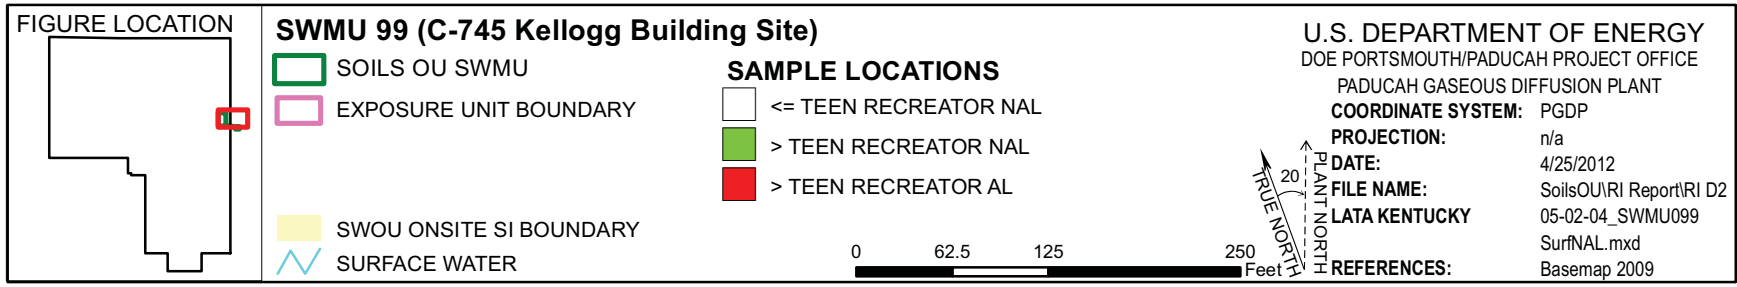 FIGURE LOCATION
SWMU 99 (C-745 Kellogg Building Site)
SOILS OU SWMU
EXPOSURE UNIT BOUNDARY
SWOU ONSITE SI BOUNDARY
SURFACE WATER
SAMPLE LOCATIONS
<= TEEN RECREATOR NAL
> TEEN RECREATOR NAL
> TEEN RECREATOR AL
0 62.5 125 250
Feet
TRUE NORTH
20
PLANT NORTH
U.S. DEPARTMENT OF ENERGY
DOE PORTSMOUTH/PADUCAH PROJECT OFFICE
PADUCAH GASEOUS DIFFUSION PLANT
COORDINATE SYSTEM: PGDP
PROJECTION: n/a
DATE: 4/25/2012
FILE NAME: SoilsOU\RI Report\RI D2
LATA KENTUCKY 05-02-04_SWMU099
SurfNAL.mxd
REFERENCES: Basemap 2009